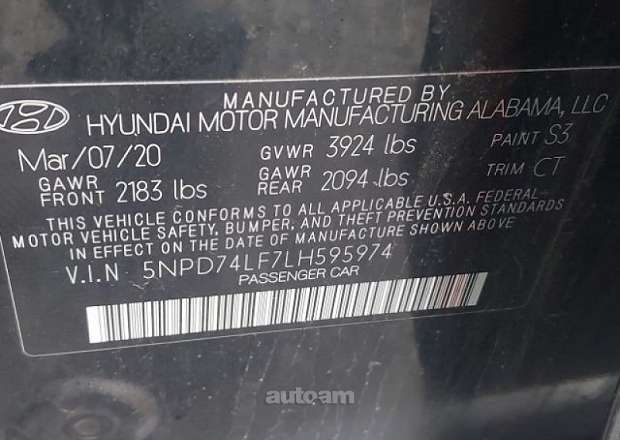 MANUFACTURED BY
HYUNDAI MOTOR MANUFACTURING ALABAMA, LLC
Mar/07/20 GVWR 3924 lbs PAINT S3
GAWR FRONT 2183 lbs GAWR REAR 2094 lbs TRIM CT
THIS VEHICLE CONFORMS TO ALL APPLICABLE U.S.A. FEDERAL
MOTOR VEHICLE SAFETY, BUMPER, AND THEFT PREVENTION STANDARDS
IN EFFECT ON THE DATE OF MANUFACTURE SHOWN ABOVE
V.I.N 5NPD74LF7LH595974
PASSENGER CAR
autoam